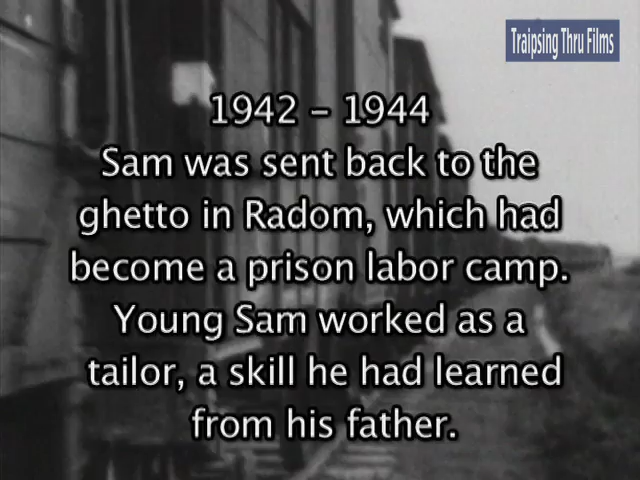 Traipsing Thru Films
1942 – 1944
Sam was sent back to the
ghetto in Radom, which had
become a prison labor camp.
Young Sam worked as a
tailor, a skill he had learned
from his father.